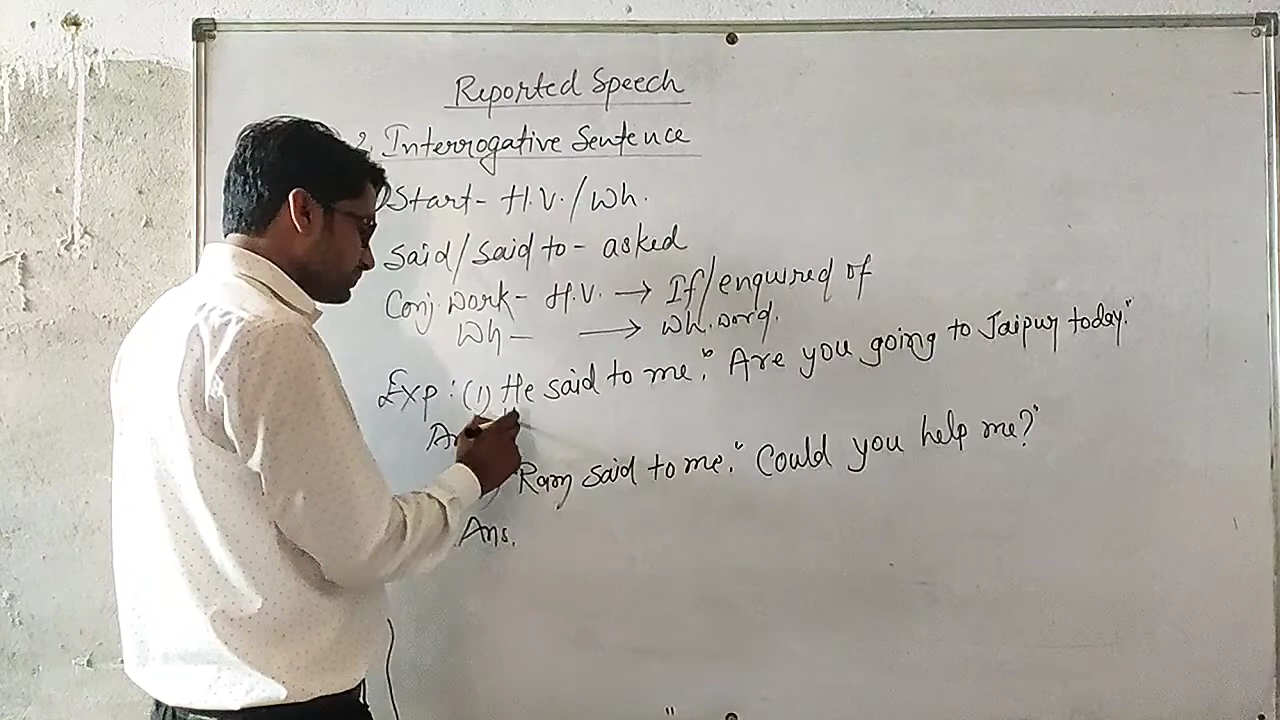 Reported Speech
2. Interrogative Sentence
Start- H.V./Wh.
Said/Said to - asked
Conj. Work - H.V. → If/enquired of
Wh — → Wh. word.
Exp: (1) He said to me," Are you going to Jaipur today."
Ram said to me." Could you help me?"
Ans.